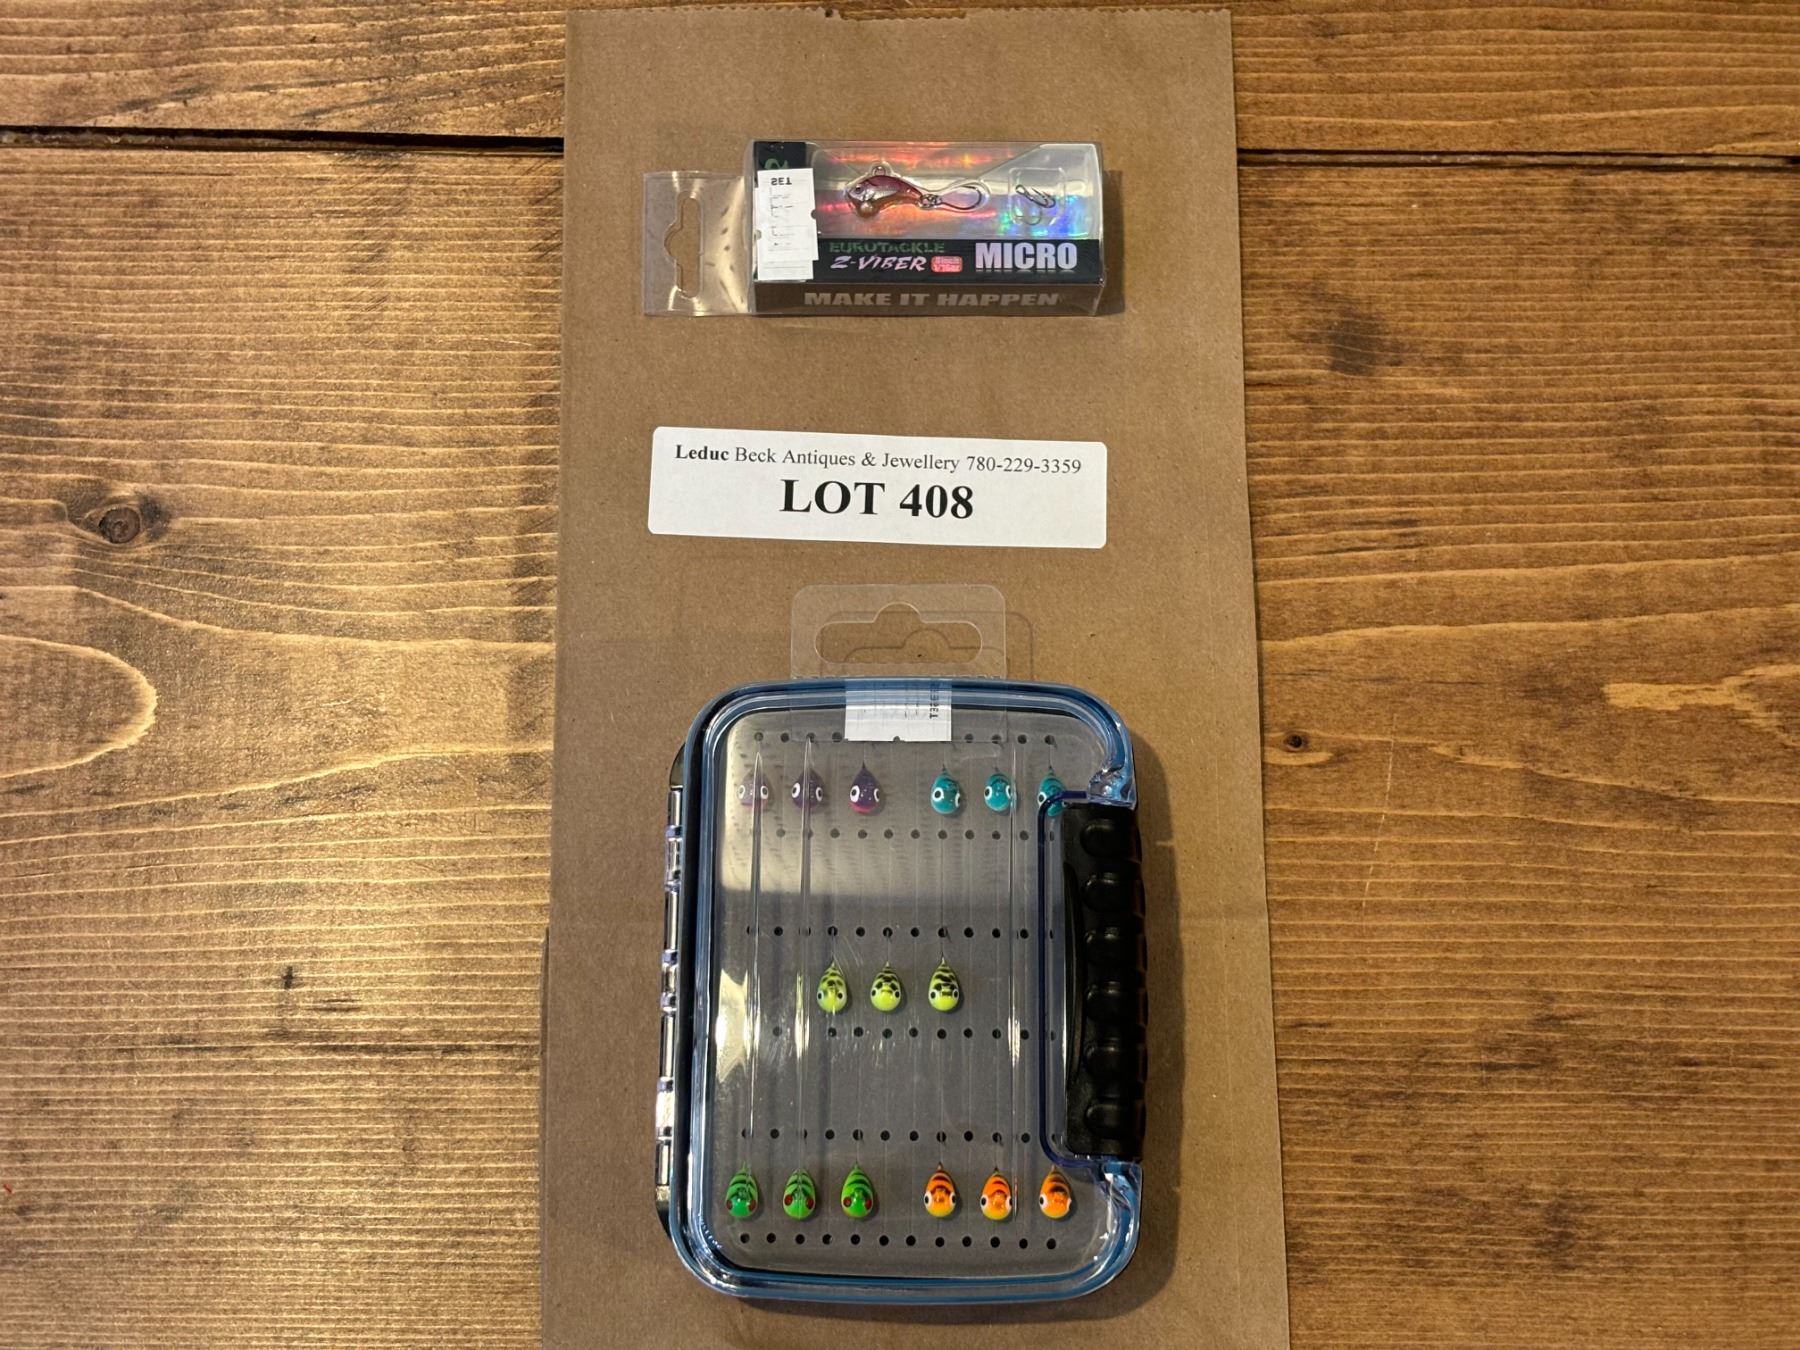 EUROTACKLE
Z-VIBER
MICRO
MAKE IT HAPPEN
Leduc Beck Antiques & Jewellery 780-229-3359
LOT 408